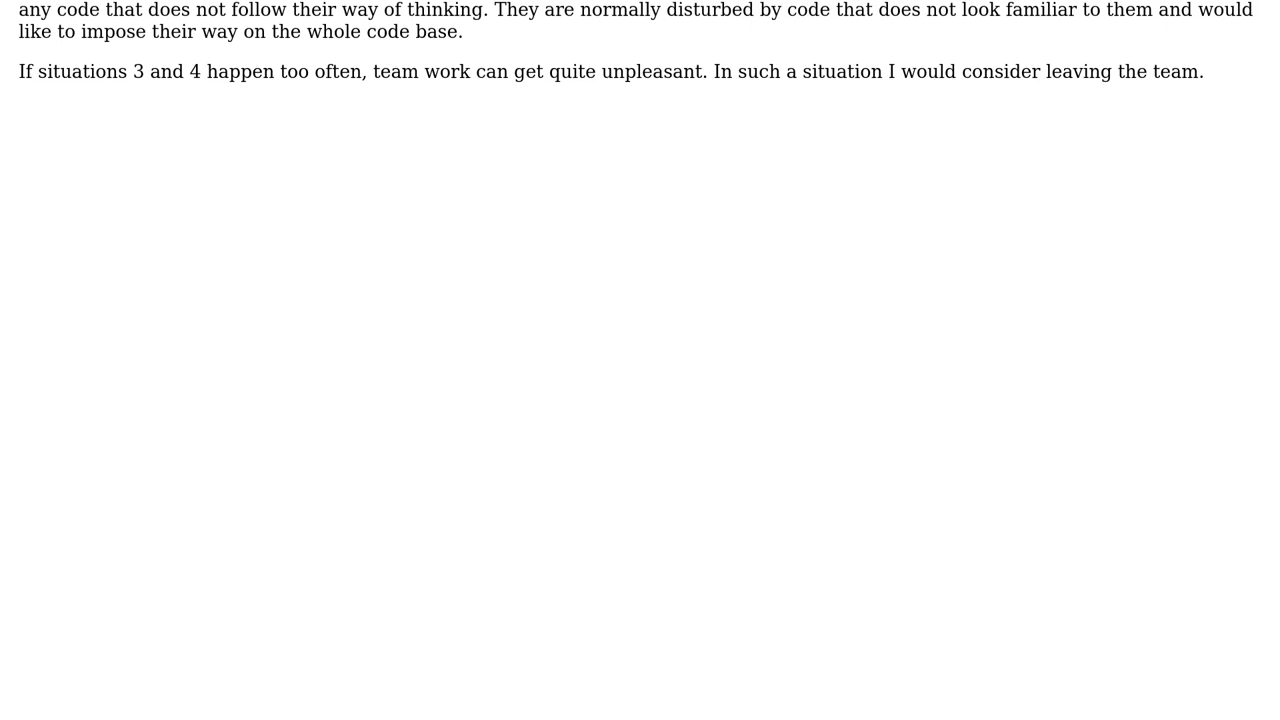 any code that does not follow their way of thinking. They are normally disturbed by code that does not look familiar to them and would
like to impose their way on the whole code base.
If situations 3 and 4 happen too often, team work can get quite unpleasant. In such a situation I would consider leaving the team.